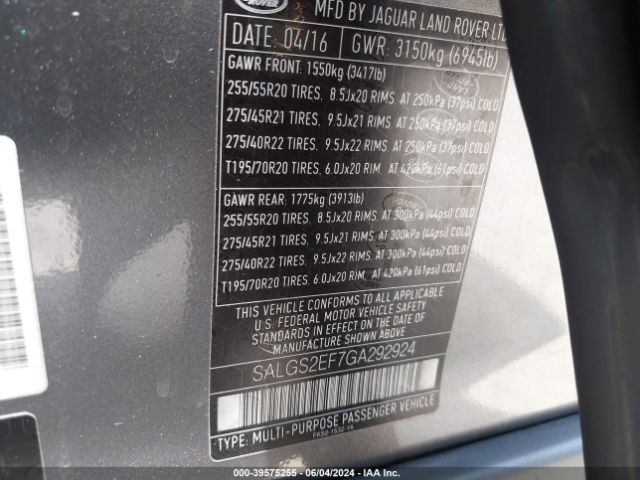 ROVER
MFD BY JAGUAR LAND ROVER LTD
DATE 04/16 GWR: 3150kg (6945lb)
GAWR FRONT: 1550kg (3417lb)
255/55R20 TIRES. 8.5Jx20 RIMS. AT 250kPa (37psi) COLD
275/45R21 TIRES. 9.5Jx21 RIMS. AT 250kPa (37psi) COLD
275/40R22 TIRES. 9.5Jx22 RIMS. AT 250kPa (37psi) COLD
T195/70R20 TIRES. 6.0Jx20 RIM. AT 420kPa (61psi) COLD
GAWR REAR: 1775kg (3913lb)
255/55R20 TIRES. 8.5Jx20 RIMS. AT 300kPa (44psi) COLD
275/45R21 TIRES. 9.5Jx21 RIMS. AT 300kPa (44psi) COLD
275/40R22 TIRES. 9.5Jx22 RIMS. AT 300kPa (44psi) COLD
T195/70R20 TIRES. 6.0Jx20 RIM. AT 420kPa (61psi) COLD
THIS VEHICLE CONFORMS TO ALL APPLICABLE
U.S. FEDERAL MOTOR VEHICLE SAFETY
STANDARDS IN EFFECT ON THE DATE OF
MANUFACTURE SHOWN ABOVE.
SALGS2EF7GA292924
TYPE: MULTI-PURPOSE PASSENGER VEHICLE
000-39575255 06/04/2024 IAA Inc.